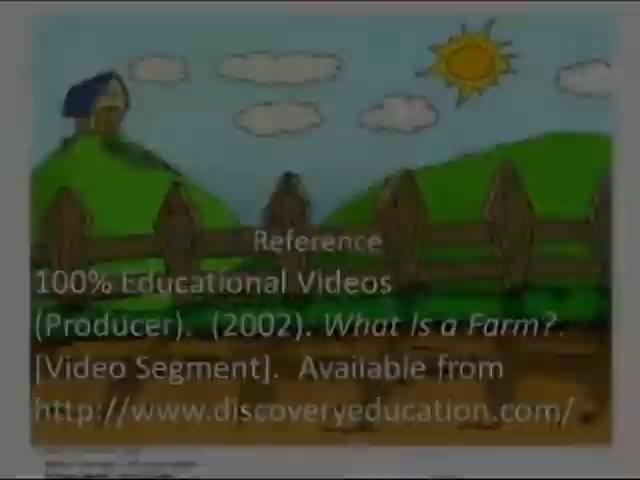 Reference
100% Educational Videos
(Producer).  (2002). What Is a Farm?.
[Video Segment].  Available from
http://www.discoveryeducation.com/